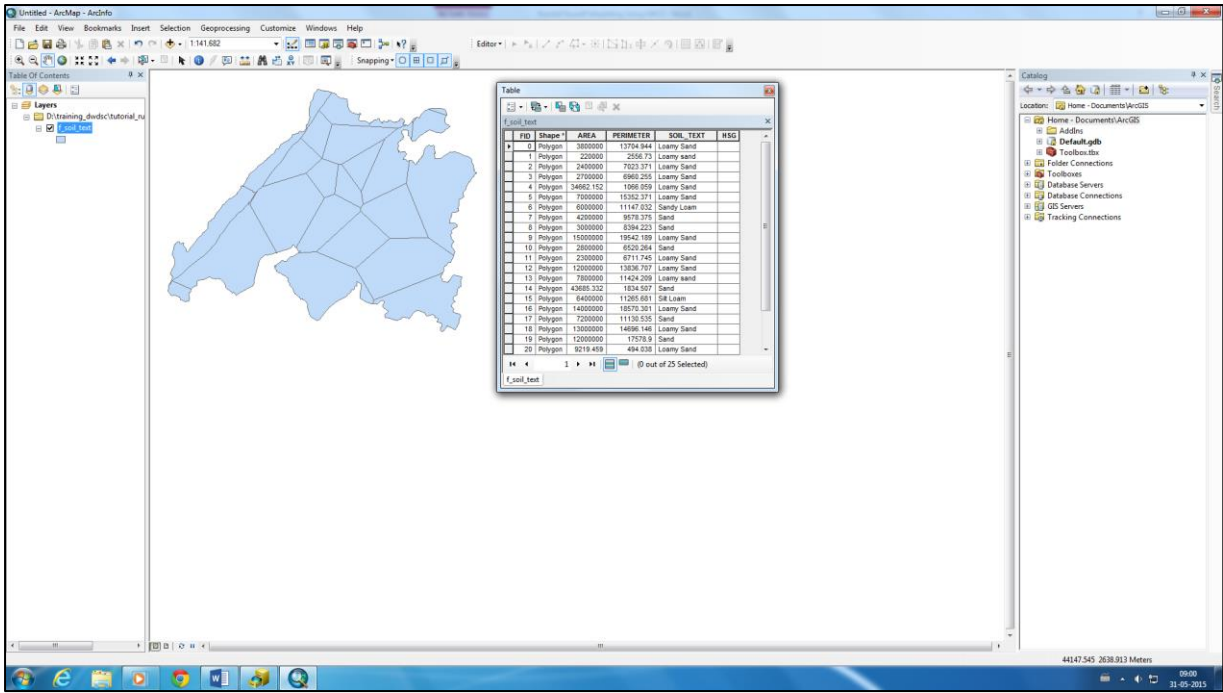 Untitled - ArcMap - ArcInfo
File Edit View Bookmarks Insert Selection Geoprocessing Customize Windows Help
1:141,682
Editor
Snapping
Table Of Contents
Layers
D:\training_dwdsc\tutorial_ru
f_soil_text
Table
f_soil_text
FID Shape * AREA PERIMETER SOIL_TEXT HSG
0 Polygon 3800000 13704.944 Loamy sand
1 Polygon 220000 2556.73 Loamy sand
2 Polygon 2400000 7023.371 Loamy Sand
3 Polygon 2700000 6960.255 Loamy Sand
4 Polygon 34662.152 1066.059 Loamy Sand
5 Polygon 7000000 15352.371 Loamy Sand
6 Polygon 6000000 11147.032 Sandy Loam
7 Polygon 4200000 9578.375 Sand
8 Polygon 3000000 8394.223 Sand
9 Polygon 15000000 19542.189 Loamy Sand
10 Polygon 2800000 6520.264 Sand
11 Polygon 2300000 6711.745 Loamy Sand
12 Polygon 12000000 13836.707 Loamy sand
13 Polygon 7800000 11424.209 Loamy sand
14 Polygon 43685.332 1834.507 Sand
15 Polygon 6400000 11265.681 Silt Loam
16 Polygon 14000000 18570.301 Loamy Sand
17 Polygon 7200000 11130.535 Sand
18 Polygon 13000000 14696.146 Loamy Sand
19 Polygon 12000000 17578.9 Sand
20 Polygon 9219.459 494.038 Loamy Sand
1 (0 out of 25 Selected)
f_soil_text
Catalog
Location: Home - Documents\ArcGIS
Home - Documents\ArcGIS
AddIns
Default.gdb
Toolbox.tbx
Folder Connections
Toolboxes
Database Servers
Database Connections
GIS Servers
Tracking Connections
Search
44147.545 2638.913 Meters
09:00
31-05-2015